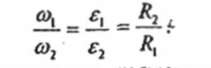 ω₁/ω₂ = ε₁/ε₂ = R₂/R₁ ;